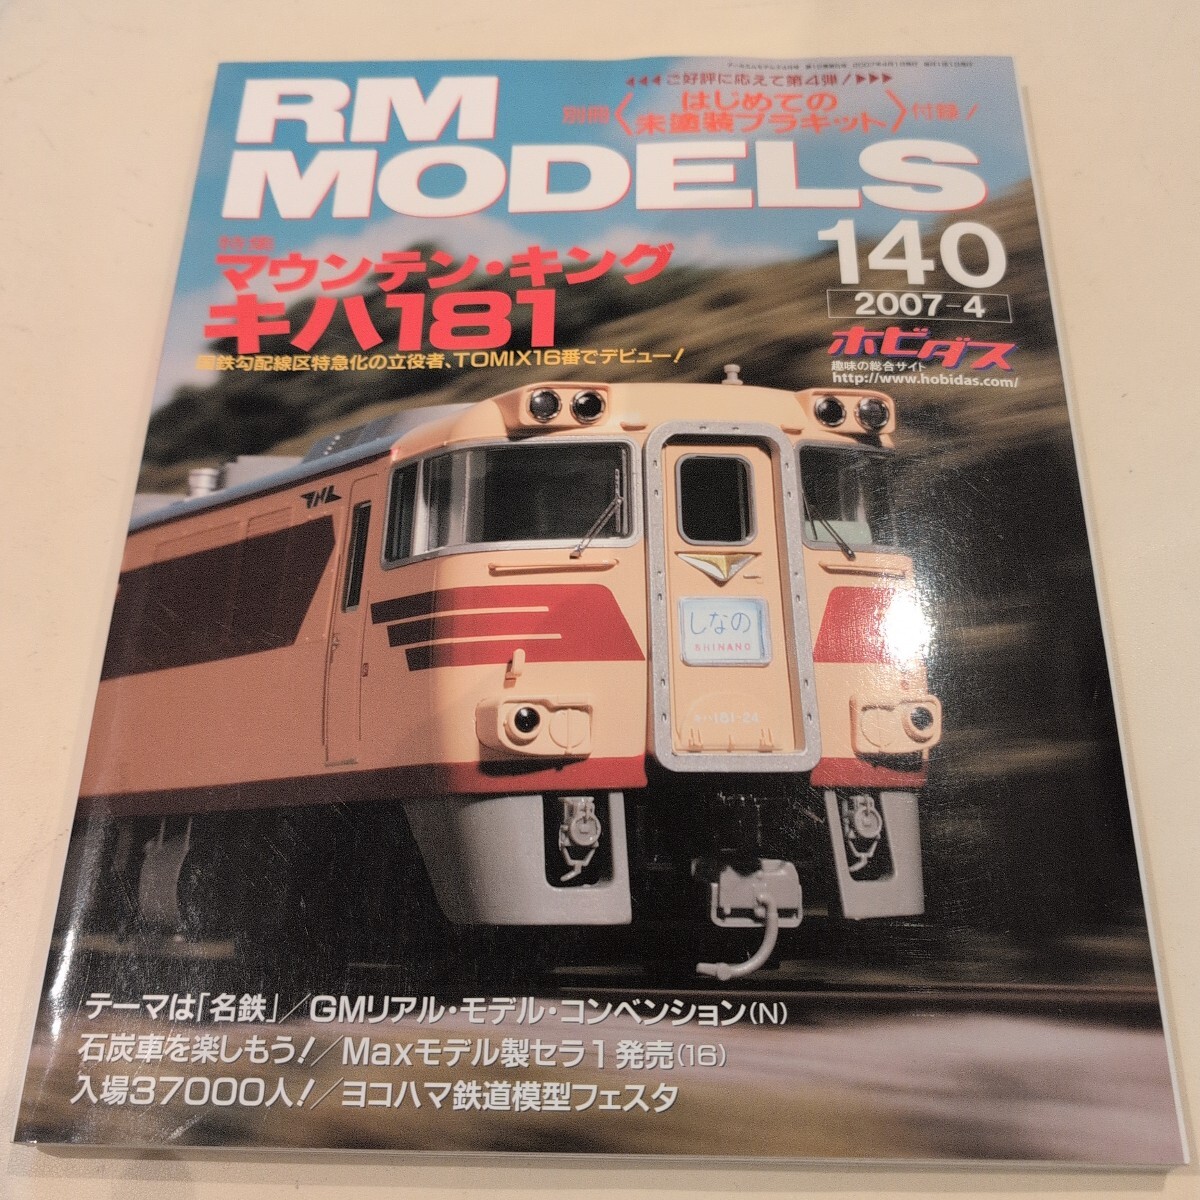 ご好評に応えて第4弾!
別冊〈はじめての未塗装プラキット〉付録!
RM
MODELS
140
2007-4
特集
マウンテン・キング
キハ181
国鉄勾配線区特急化の立役者、TOMIX16番でデビュー!
ホビダス
趣味の総合サイト
http://www.hobidas.com/
しなの
SHINANO
キハ181-24
テーマは「名鉄」/GMリアル・モデル・コンベンション(N)
石炭車を楽しもう!/Maxモデル製セラ1発売(16)
入場37000人!/ヨコハマ鉄道模型フェスタ